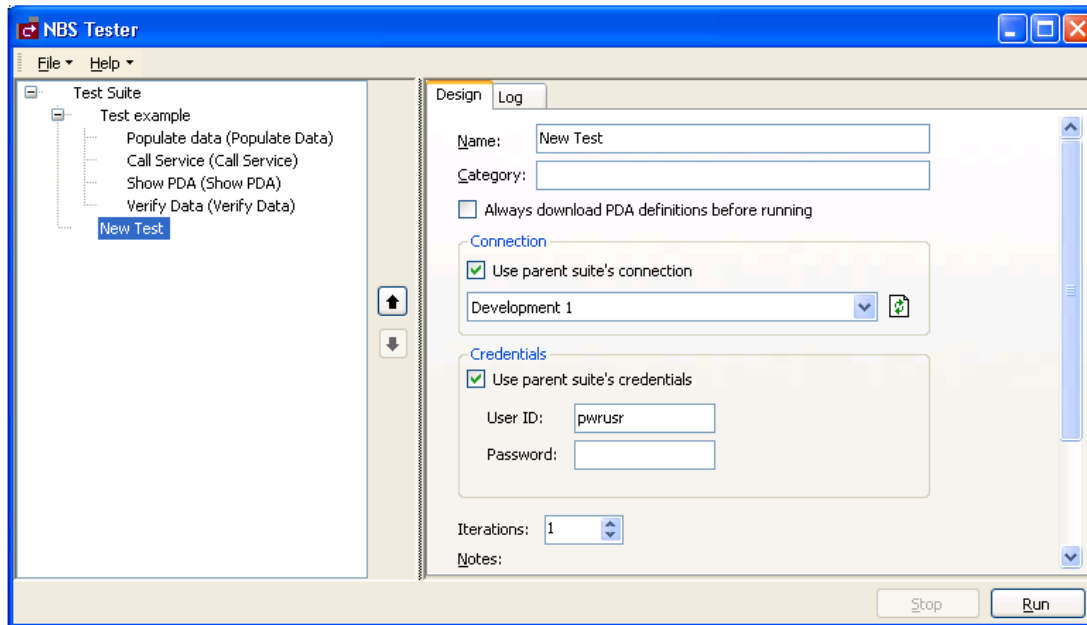 NBS Tester
File Help
Test Suite
Test example
Populate data (Populate Data)
Call Service (Call Service)
Show PDA (Show PDA)
Verify Data (Verify Data)
New Test
Design Log
Name: New Test
Category:
Always download PDA definitions before running
Connection
Use parent suite's connection
Development 1
Credentials
Use parent suite's credentials
User ID: pwrusr
Password:
Iterations: 1
Notes:
Stop Run